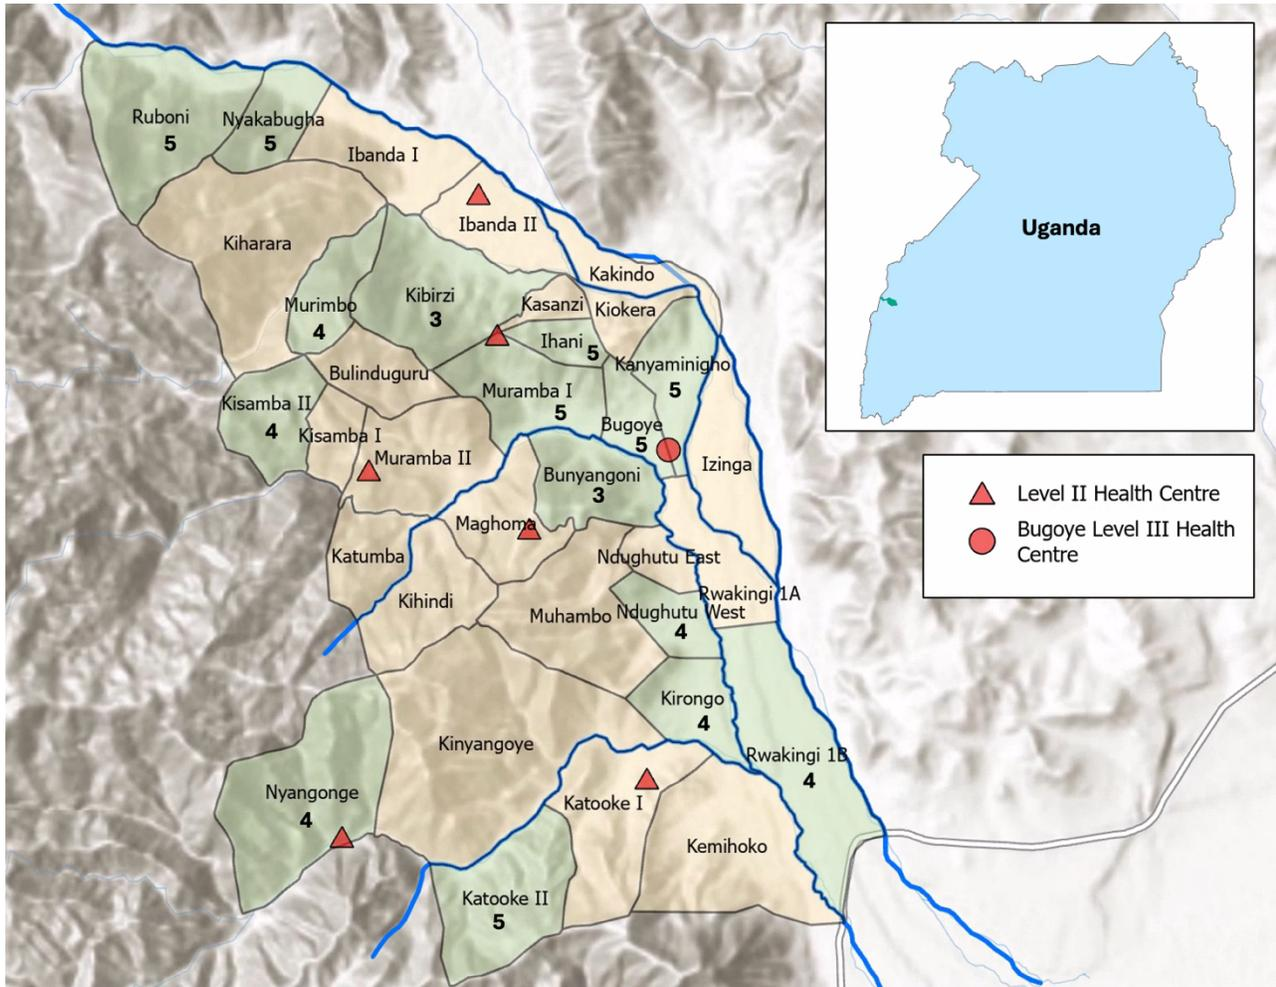 Ruboni
5
Nyakabugha
5
Ibanda I
Ibanda II
Kiharara
Kakindo
Murimbo
4
Kibirzi
3
Kasanzi
Kiokera
Ihani
5
Kanyaminigho
5
Bulinduguru
Muramba I
5
Kisamba II
4
Kisamba I
Bugoye
5
Muramba II
Izinga
Bunyangoni
3
Maghoma
Katumba
Ndughutu East
Kihindi
Muhambo
Rwakingi 1A
Ndughutu West
4
Kirongo
4
Kinyangoye
Rwakingi 1B
4
Nyangonge
4
Katooke I
Kemihoko
Katooke II
5
Uganda
Level II Health Centre
Bugoye Level III Health
Centre